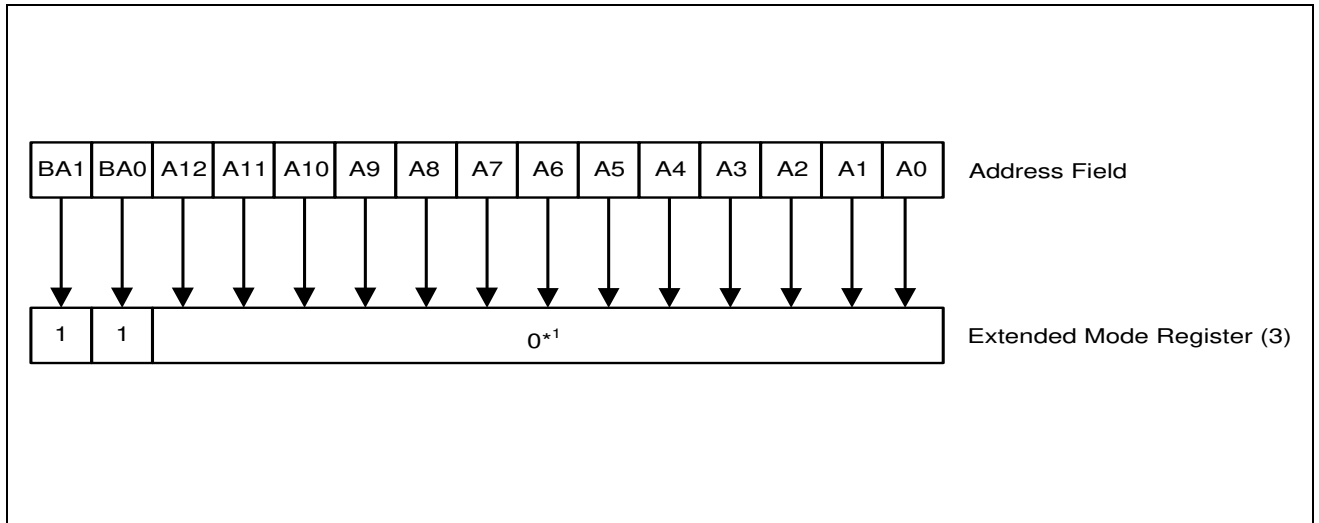 BA1 BA0 A12 A11 A10 A9 A8 A7 A6 A5 A4 A3 A2 A1 A0 Address Field
1 1 0*1 Extended Mode Register (3)